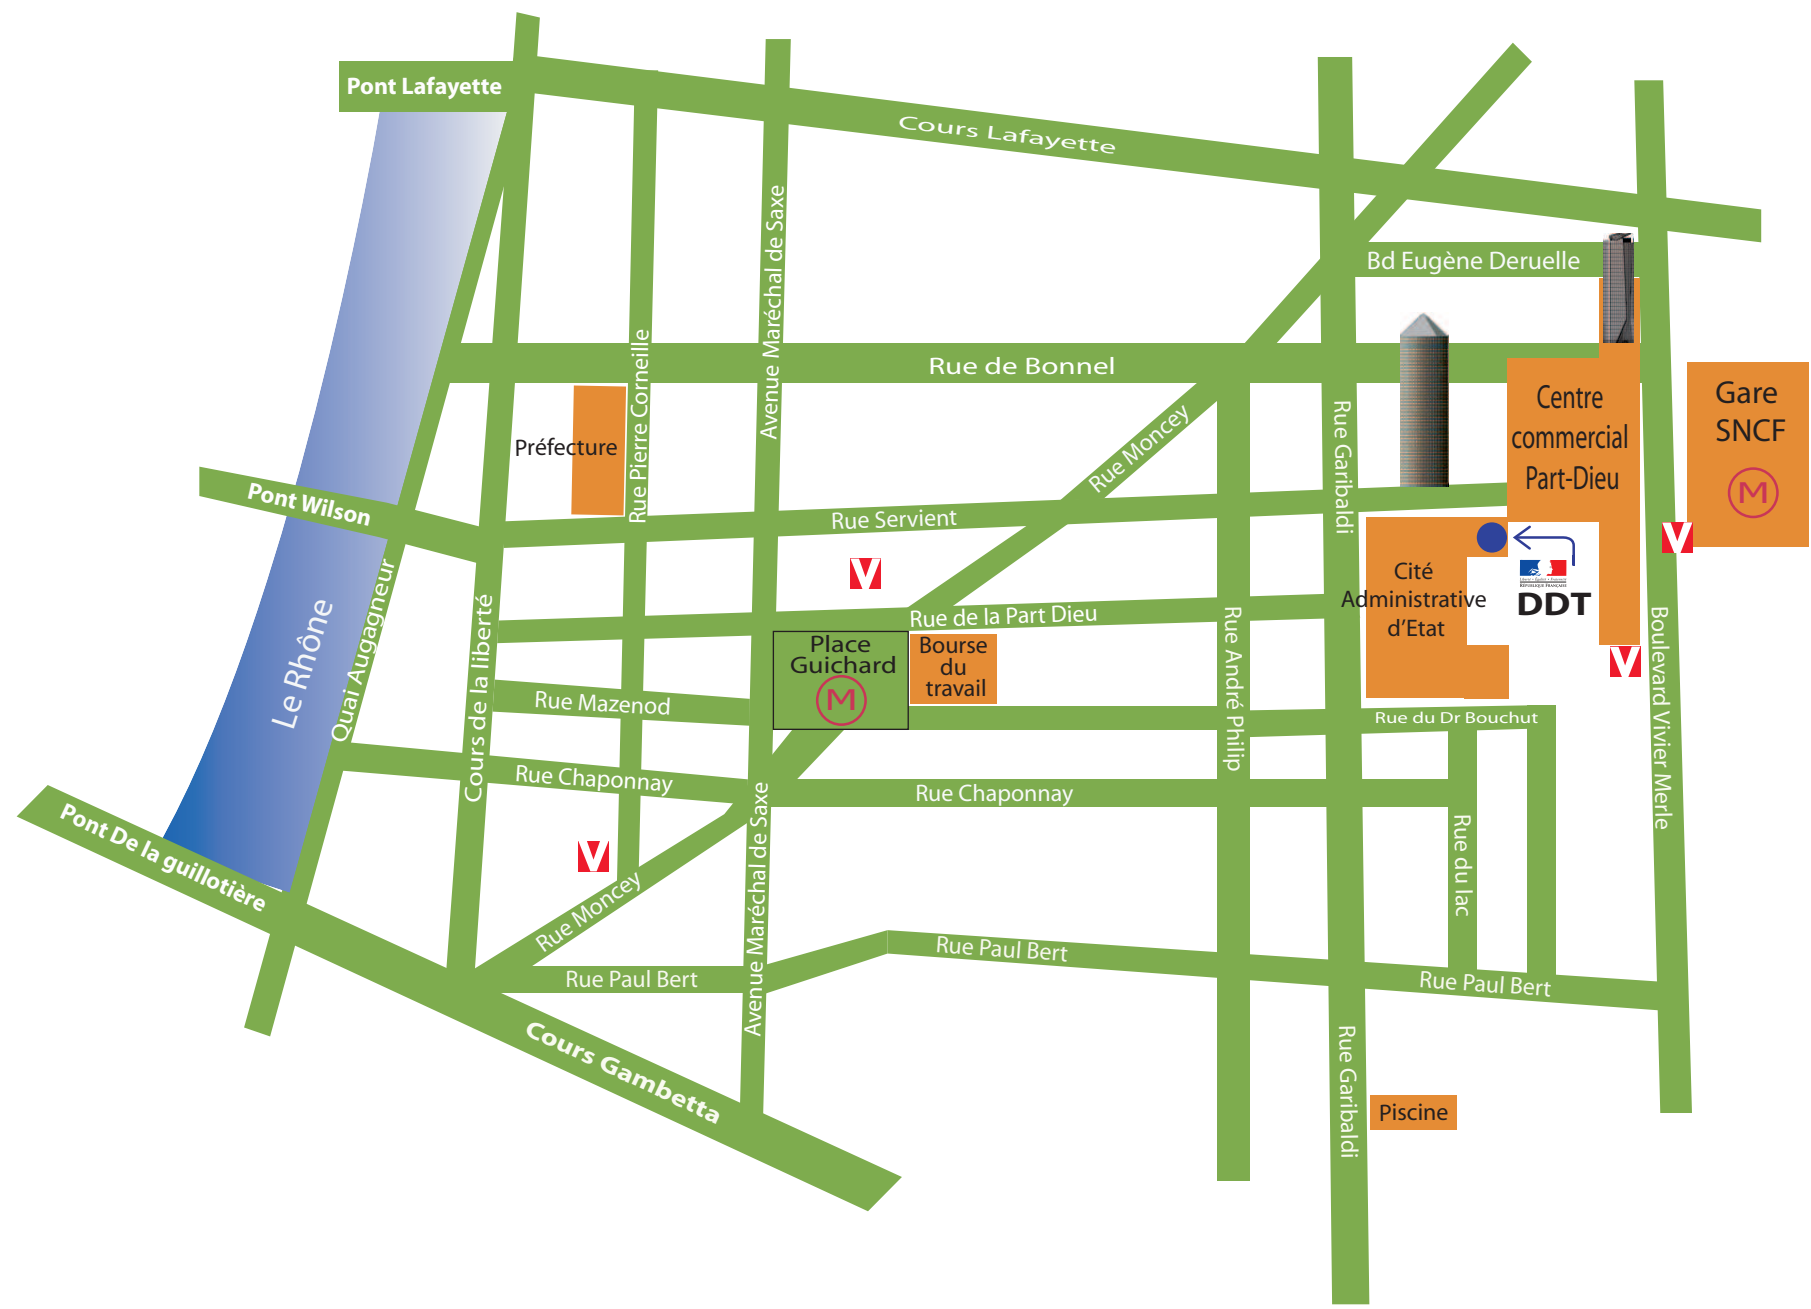 Pont Lafayette
Cours Lafayette
Avenue Maréchal de Saxe
Bd Eugène Deruelle
Rue de Bonnel
Rue Pierre Corneille
Préfecture
Rue Moncey
Rue Garibaldi
Centre
commercial
Part-Dieu
Gare
SNCF
M
Pont Wilson
Rue Servient
V
V
Cité
Administrative
d'Etat
RÉPUBLIQUE FRANÇAISE
DDT
Le Rhône
Quai Augagneur
Cours de la liberté
Rue de la Part Dieu
Place
Guichard
M
Bourse
du
travail
Rue André Philip
Boulevard Vivier Merle
V
Rue Mazenod
Rue du Dr Bouchut
Rue Chaponnay
Rue Chaponnay
Pont De la guillotière
V
Rue Moncey
Avenue Maréchal de Saxe
Rue du lac
Rue Paul Bert
Rue Paul Bert
Rue Paul Bert
Cours Gambetta
Rue Garibaldi
Piscine